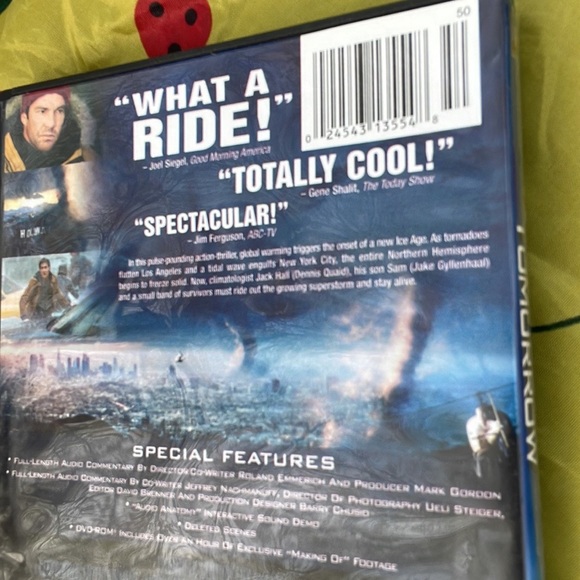 50
"WHAT A
RIDE!"
– Joel Siegel, Good Morning America
0 24543 13554 8
"TOTALLY COOL!"
– Gene Shalit, The Today Show
"SPECTACULAR!"
– Jim Ferguson, ABC-TV
In this pulse-pounding action-thriller, global warming triggers the onset of a new Ice Age. As tornadoes
flatten Los Angeles and a tidal wave engulfs New York City, the entire Northern Hemisphere
begins to freeze solid. Now, climatologist Jack Hall (Dennis Quaid), his son Sam (Jake Gyllenhaal)
and a small band of survivors must ride out the growing superstorm and stay alive.
SPECIAL FEATURES
• FULL-LENGTH AUDIO COMMENTARY BY DIRECTOR/CO-WRITER ROLAND EMMERICH AND PRODUCER MARK GORDON
• FULL-LENGTH AUDIO COMMENTARY BY CO-WRITER JEFFREY NACHMANOFF, DIRECTOR OF PHOTOGRAPHY UELI STEIGER,
EDITOR DAVID BRENNER AND PRODUCTION DESIGNER BARRY CHUSID
• "AUDIO ANATOMY" INTERACTIVE SOUND DEMO
• DELETED SCENES
• DVD-ROM: INCLUDES OVER AN HOUR OF EXCLUSIVE "MAKING OF" FOOTAGE
TOMORROW